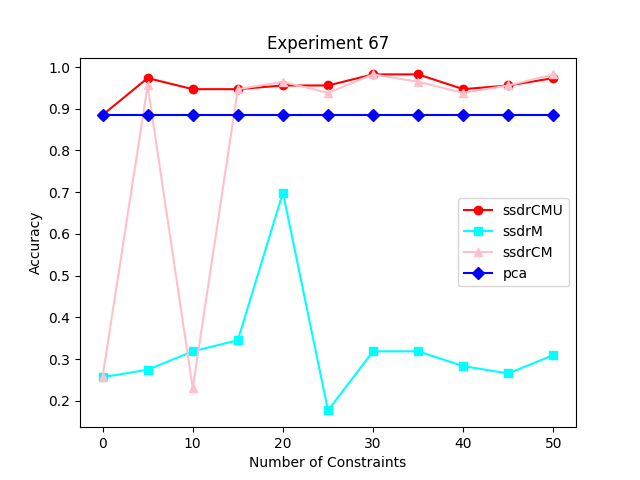 Experiment 67
1.0
0.9
0.8
0.7
0.6
0.5
0.4
0.3
0.2
Accuracy
ssdrCMU
ssdrM
ssdrCM
pca
0 10 20 30 40 50
Number of Constraints